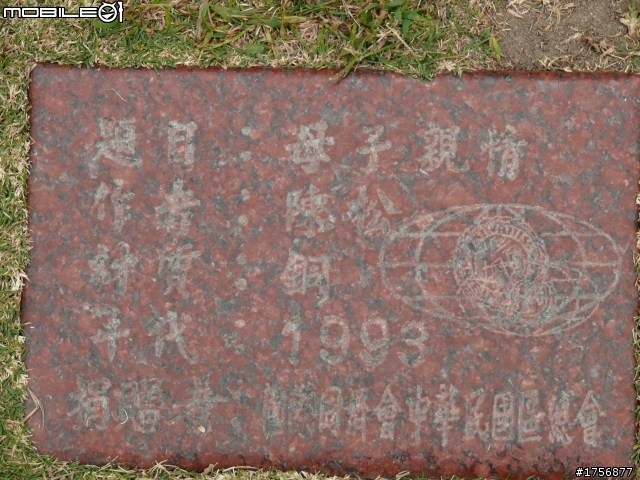 mobile01
題目：母子親情
作者：陳松
材質：銅
年代：1993
捐贈者：國際同濟會中華民國區總會
#1756877